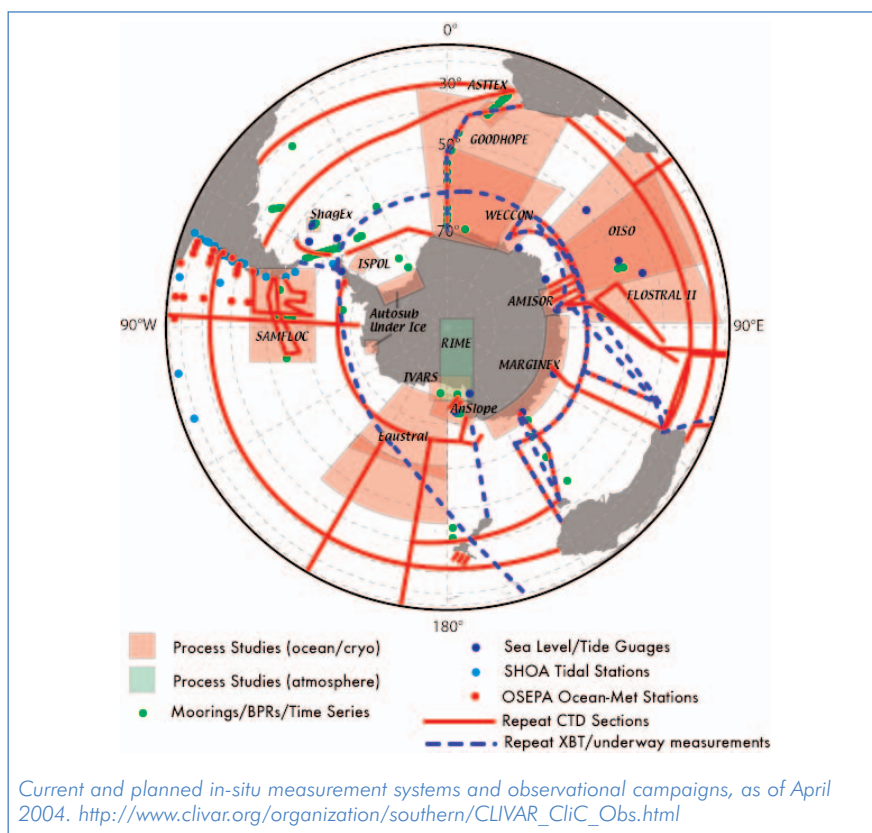 0°
30°
ASTTEX
GOODHOPE
50°
ShagEx
WECCON
70°
OISO
ISPOL
FLOSTRAL II
AMISOR
Autosub
Under Ice
90°W
90°E
SAMFLOC
RIME
MARGINEX
IVARS
AnSlope
Eaustral
180°
Process Studies (ocean/cryo)
Process Studies (atmosphere)
Moorings/BPRs/Time Series
Sea Level/Tide Guages
SHOA Tidal Stations
OSEPA Ocean-Met Stations
Repeat CTD Sections
Repeat XBT/underway measurements
Current and planned in-situ measurement systems and observational campaigns, as of April
2004. http://www.clivar.org/organization/southern/CLIVAR_CliC_Obs.html